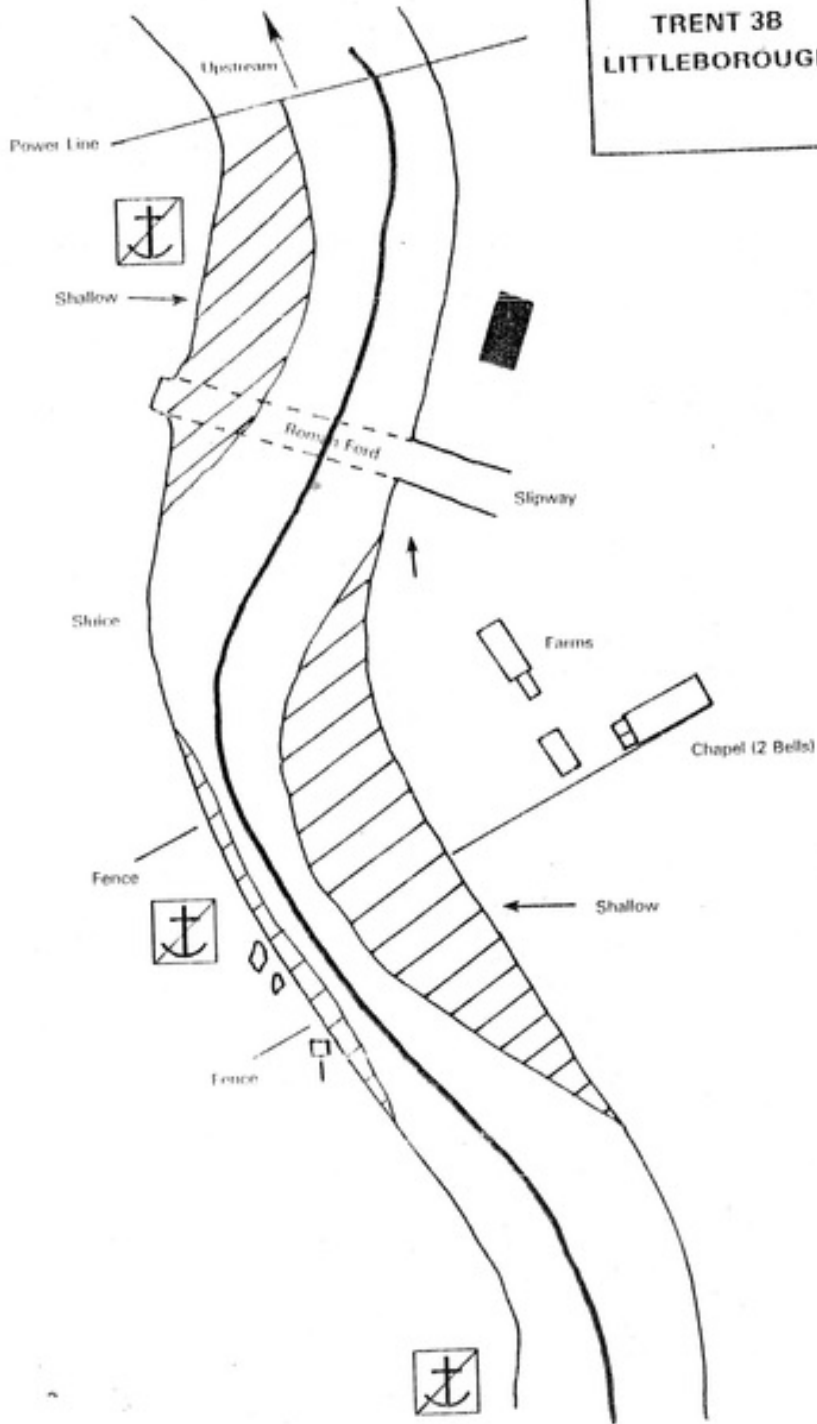 TRENT 3B
LITTLEBOROUGH
Upstream
Power Line
Shallow
Roman Ford
Slipway
Sluice
Farms
Chapel (2 Bells)
Fence
Shallow
Fence